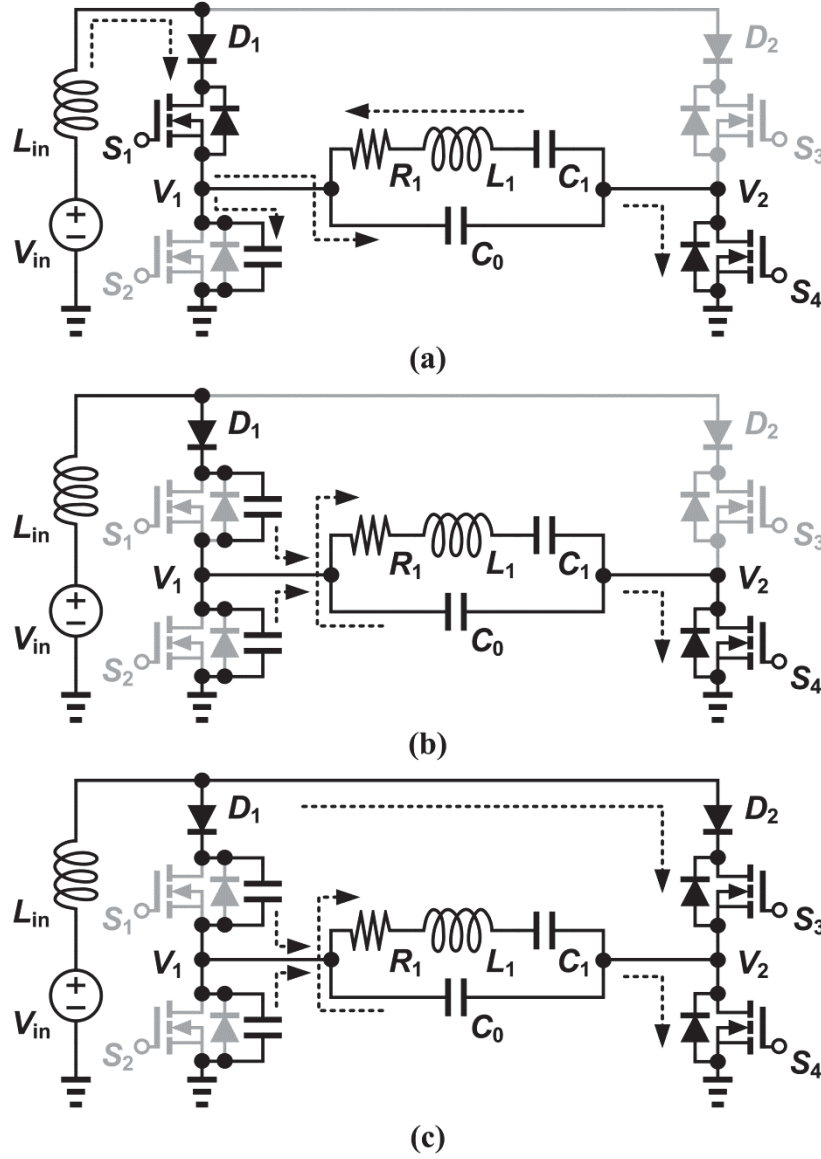 D1
D2
Lin
S1
S3
R1
L1
C1
V1
V2
Vin
S2
C0
S4
(a)
D1
D2
Lin
S1
S3
R1
L1
C1
V1
V2
Vin
S2
C0
S4
(b)
D1
D2
Lin
S1
S3
R1
L1
C1
V1
V2
Vin
S2
C0
S4
(c)